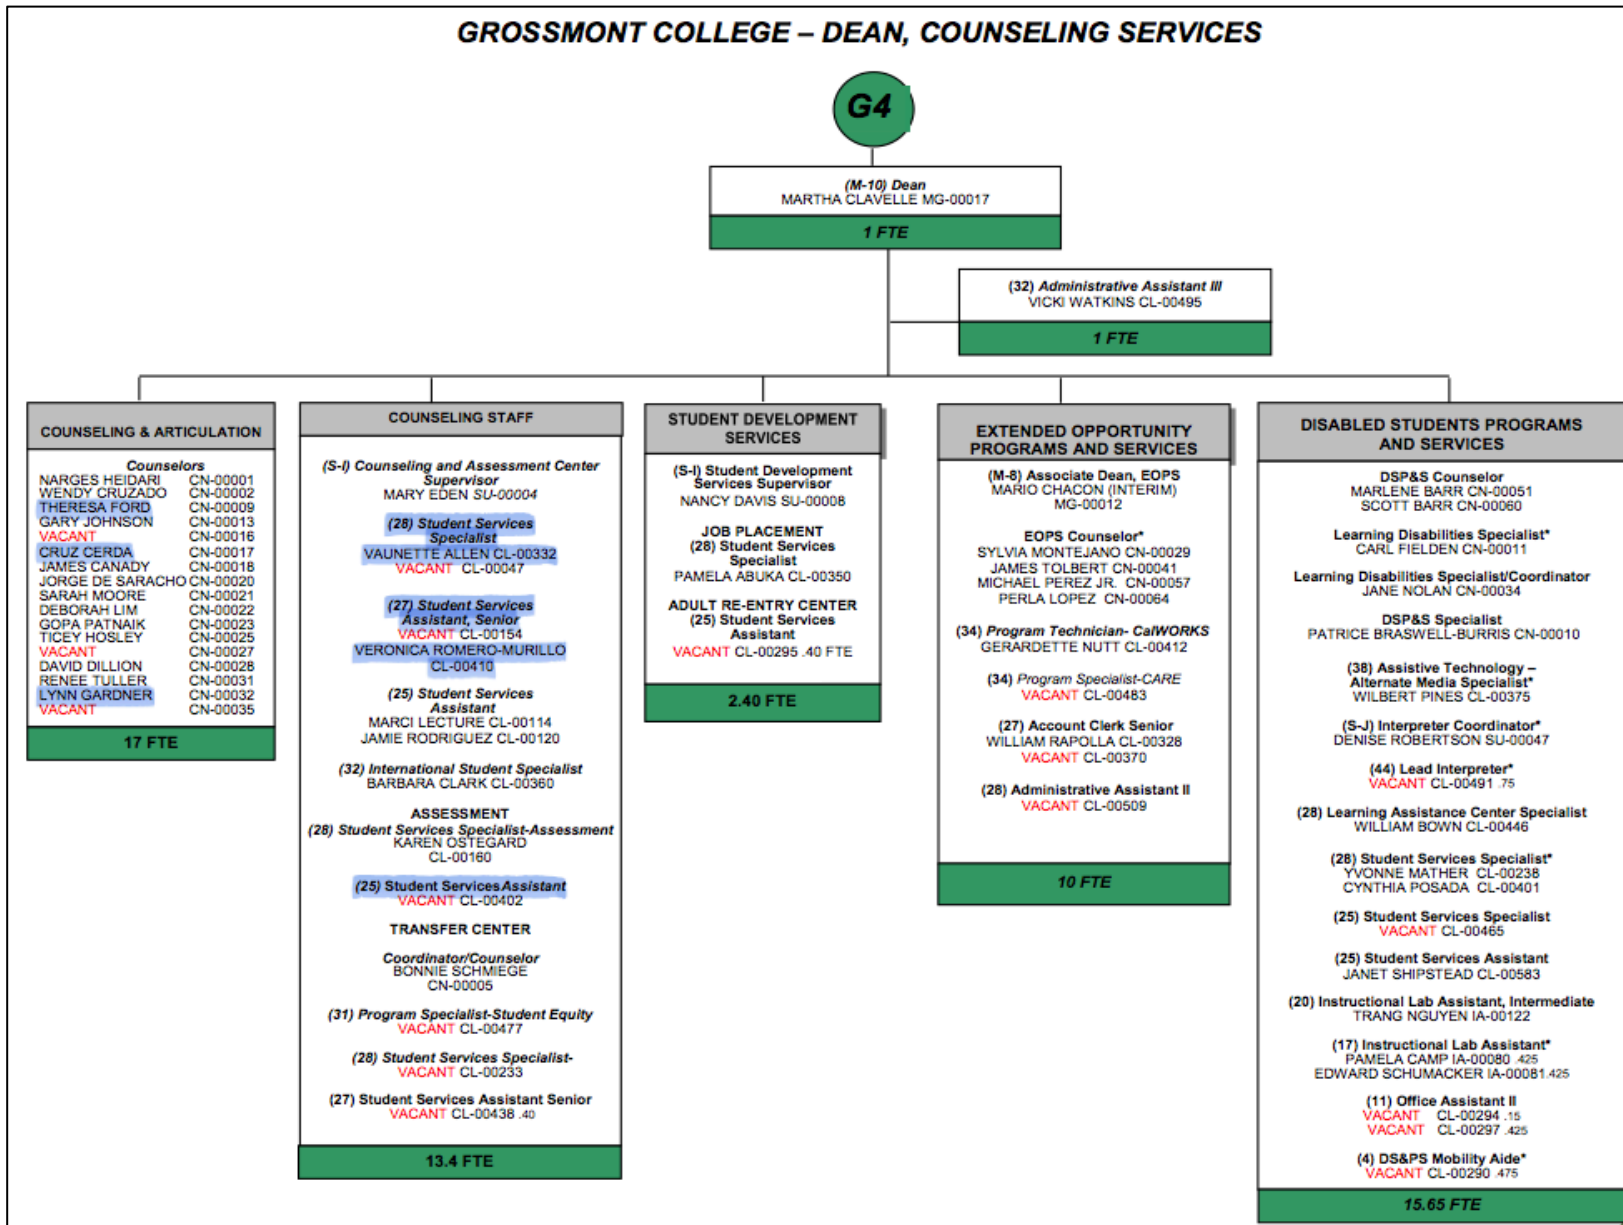 GROSSMONT COLLEGE – DEAN, COUNSELING SERVICES
G4
(M-10) Dean
MARTHA CLAVELLE MG-00017
1 FTE
(32) Administrative Assistant III
VICKI WATKINS CL-00495
1 FTE
COUNSELING & ARTICULATION
Counselors
NARGES HEIDARI CN-00001
WENDY CRUZADO CN-00002
THERESA FORD CN-00009
GARY JOHNSON CN-00013
VACANT CN-00016
CRUZ CERDA CN-00017
JAMES CANADY CN-00018
JORGE DE SARACHO CN-00020
SARAH MOORE CN-00021
DEBORAH LIM CN-00022
GOPA PATNAIK CN-00023
TICEY HOSLEY CN-00025
VACANT CN-00027
DAVID DILLION CN-00028
RENEE TULLER CN-00031
LYNN GARDNER CN-00032
VACANT CN-00035
17 FTE
COUNSELING STAFF
(S-I) Counseling and Assessment Center
Supervisor
MARY EDEN SU-00004
(28) Student Services
Specialist
VAUNETTE ALLEN CL-00332
VACANT CL-00047
(27) Student Services
Assistant, Senior
VACANT CL-00154
VERONICA ROMERO-MURILLO
CL-00410
(25) Student Services
Assistant
MARCI LECTURE CL-00114
JAMIE RODRIGUEZ CL-00120
(32) International Student Specialist
BARBARA CLARK CL-00360
ASSESSMENT
(28) Student Services Specialist-Assessment
KAREN OSTEGARD
CL-00160
(25) Student Services Assistant
VACANT CL-00402
TRANSFER CENTER
Coordinator/Counselor
BONNIE SCHMIEGE
CN-00005
(31) Program Specialist-Student Equity
VACANT CL-00477
(28) Student Services Specialist-
VACANT CL-00233
(27) Student Services Assistant Senior
VACANT CL-00438 .40
13.4 FTE
STUDENT DEVELOPMENT
SERVICES
(S-I) Student Development
Services Supervisor
NANCY DAVIS SU-00008
JOB PLACEMENT
(28) Student Services
Specialist
PAMELA ABUKA CL-00350
ADULT RE-ENTRY CENTER
(25) Student Services
Assistant
VACANT CL-00295 .40 FTE
2.40 FTE
EXTENDED OPPORTUNITY
PROGRAMS AND SERVICES
(M-8) Associate Dean, EOPS
MARIO CHACON (INTERIM)
MG-00012
EOPS Counselor*
SYLVIA MONTEJANO CN-00029
JAMES TOLBERT CN-00041
MICHAEL PEREZ JR. CN-00057
PERLA LOPEZ CN-00064
(34) Program Technician- CalWORKS
GERARDETTE NUTT CL-00412
(34) Program Specialist-CARE
VACANT CL-00483
(27) Account Clerk Senior
WILLIAM RAPOLLA CL-00328
VACANT CL-00370
(28) Administrative Assistant II
VACANT CL-00509
10 FTE
DISABLED STUDENTS PROGRAMS
AND SERVICES
DSP&S Counselor
MARLENE BARR CN-00051
SCOTT BARR CN-00060
Learning Disabilities Specialist*
CARL FIELDEN CN-00011
Learning Disabilities Specialist/Coordinator
JANE NOLAN CN-00034
DSP&S Specialist
PATRICE BRASWELL-BURRIS CN-00010
(38) Assistive Technology –
Alternate Media Specialist*
WILBERT PINES CL-00375
(S-J) Interpreter Coordinator*
DENISE ROBERTSON SU-00047
(44) Lead Interpreter*
VACANT CL-00491 .75
(28) Learning Assistance Center Specialist
WILLIAM BOWN CL-00446
(28) Student Services Specialist*
YVONNE MATHER CL-00238
CYNTHIA POSADA CL-00401
(25) Student Services Specialist
VACANT CL-00465
(25) Student Services Assistant
JANET SHIPSTEAD CL-00583
(20) Instructional Lab Assistant, Intermediate
TRANG NGUYEN IA-00122
(17) Instructional Lab Assistant*
PAMELA CAMP IA-00080 .425
EDWARD SCHUMACKER IA-00081 .425
(11) Office Assistant II
VACANT CL-00294 .15
VACANT CL-00297 .425
(4) DS&PS Mobility Aide*
VACANT CL-00290 .475
15.65 FTE